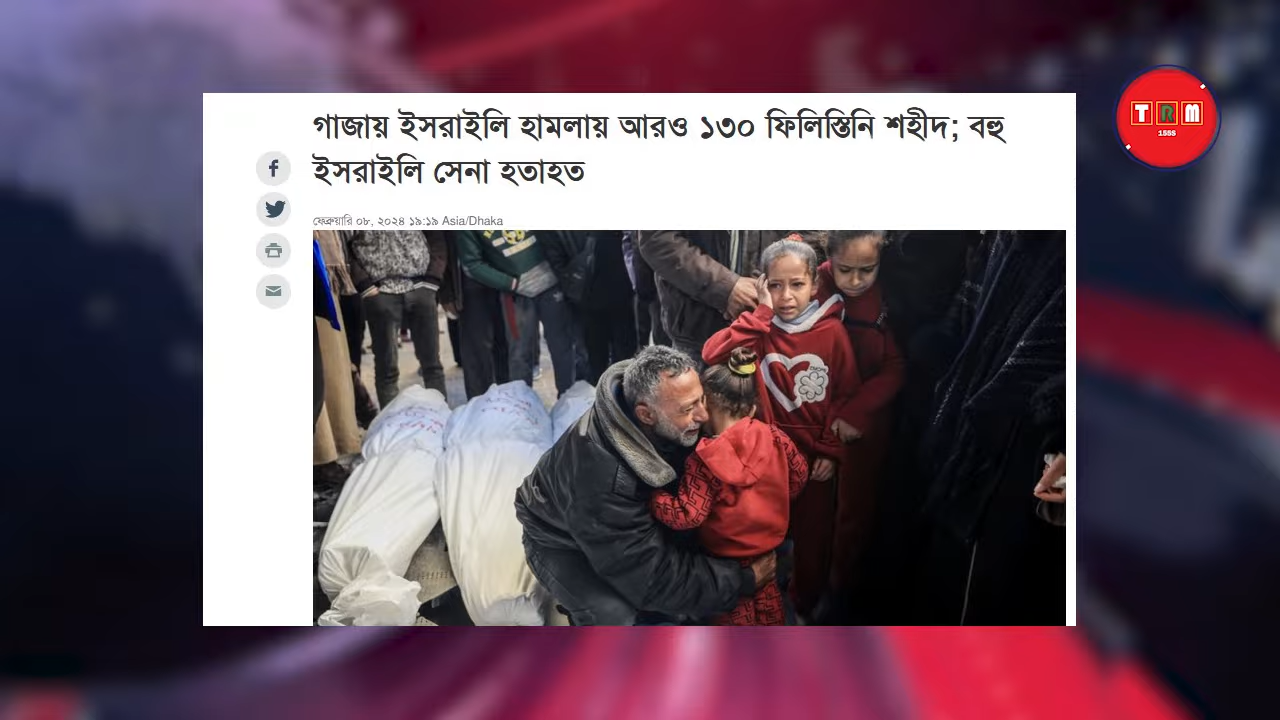 গাজায় ইসরাইলি হামলায় আরও ১৩০ ফিলিস্তিনি শহীদ; বহু
ইসরাইলি সেনা হতাহত
ফেব্রুয়ারি ০৮, ২০২৪ ১৯:১৯ Asia/Dhaka
TRM